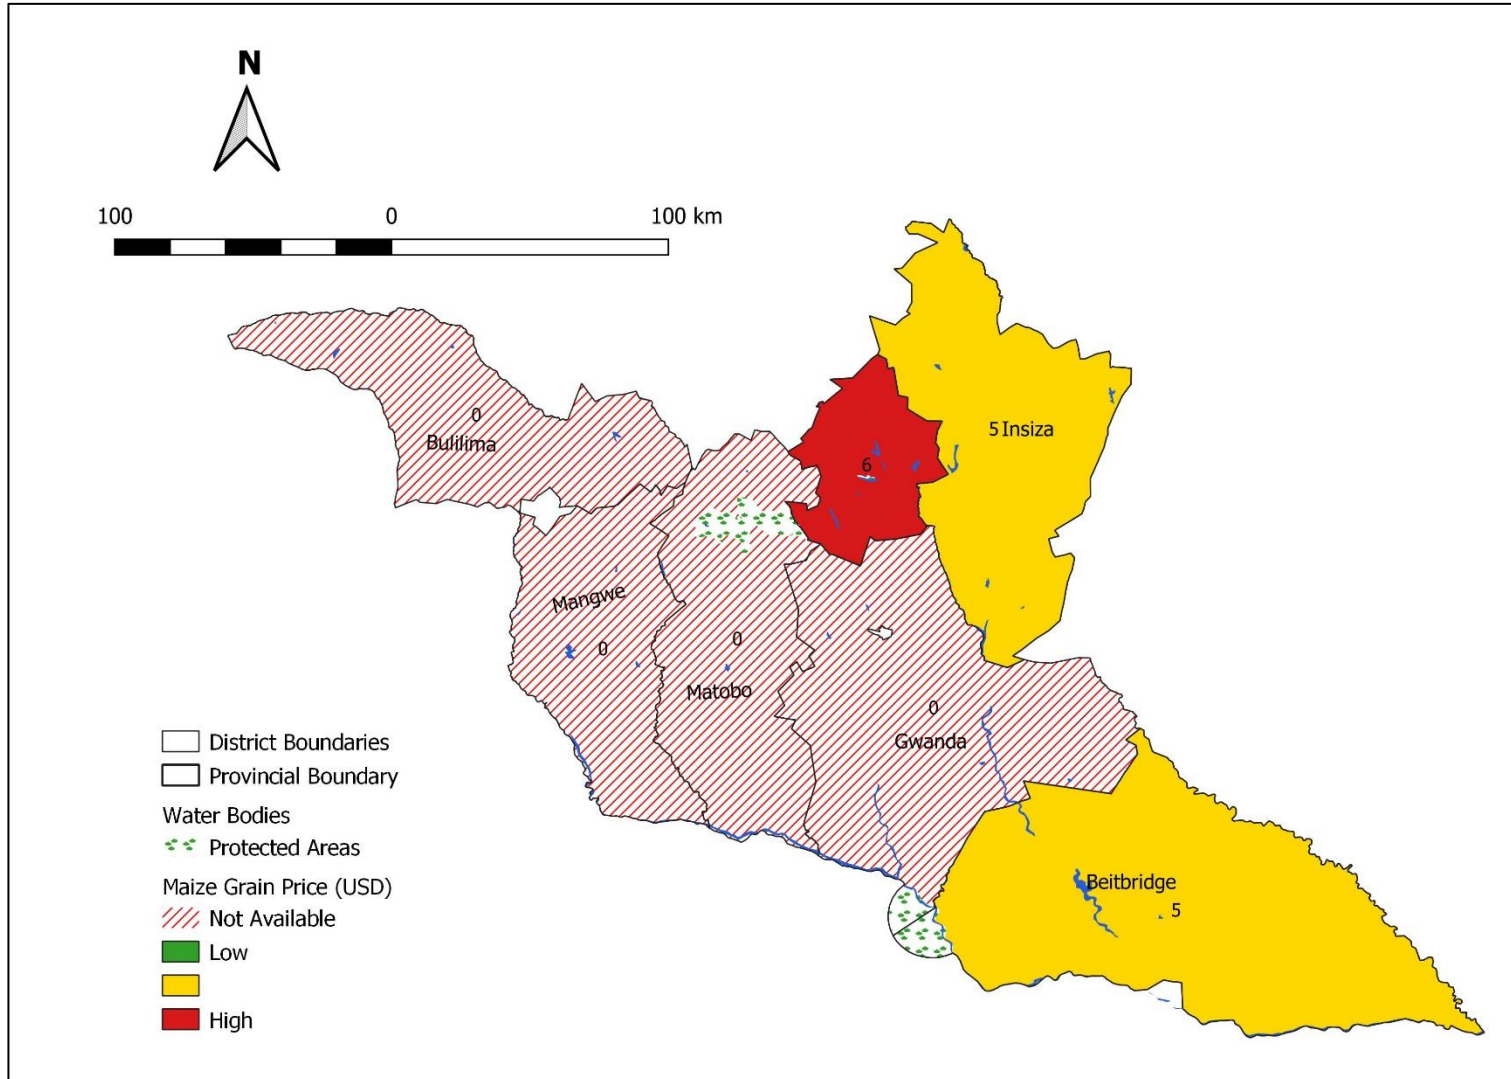 N
100 0 100 km
0
Bulilima
5 Insiza
6
Mangwe
0
0
Matobo
0
Gwanda
Beitbridge
5
District Boundaries
Provincial Boundary
Water Bodies
Protected Areas
Maize Grain Price (USD)
Not Available
Low
High